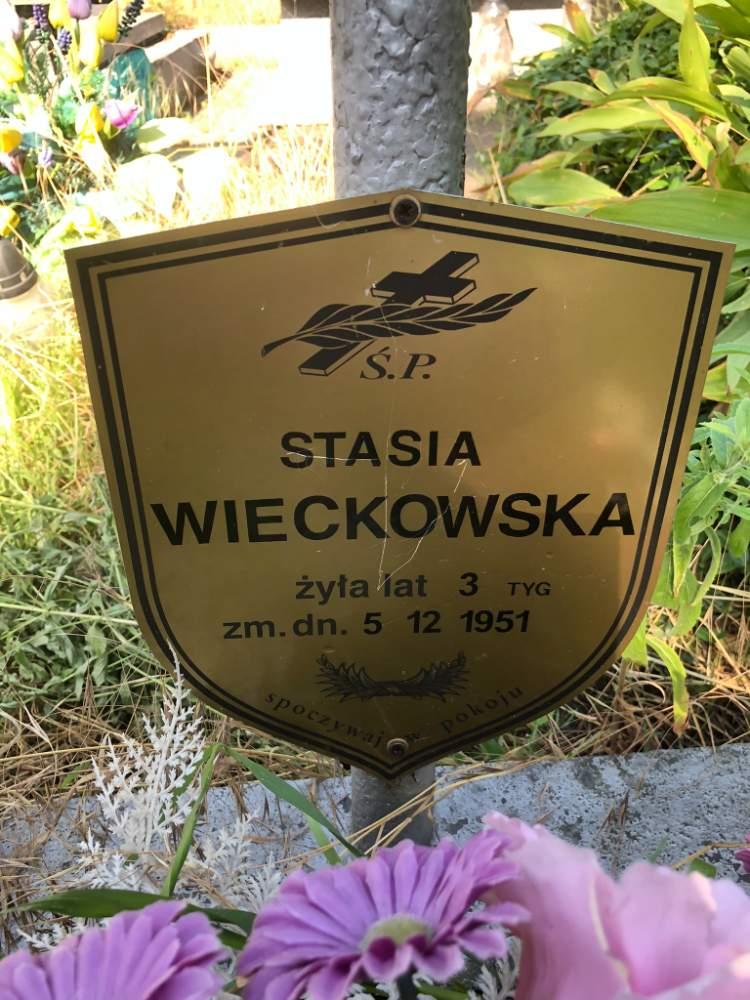 Ś.P.
STASIA
WIECKOWSKA
żyła lat 3 TYG
zm. dn. 5 12 1951
spoczywaj w pokoju